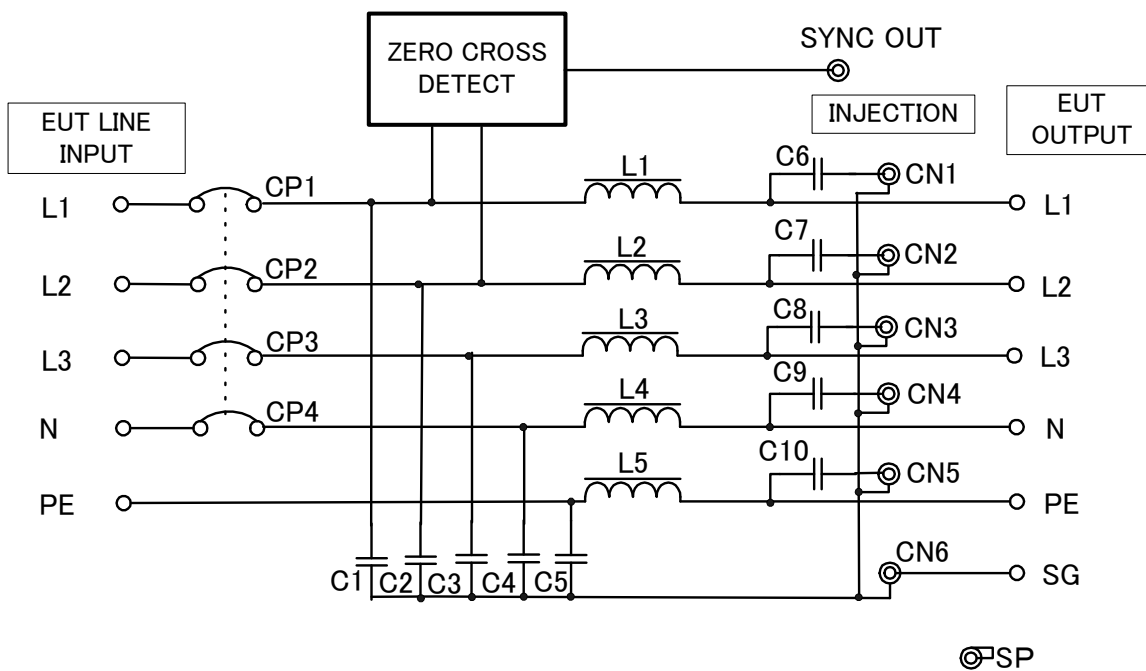 ZERO CROSS
DETECT
SYNC OUT
EUT LINE
INPUT
INJECTION
EUT
OUTPUT
L1
CP1
L1
C6
CN1
L1
L2
CP2
L2
C7
CN2
L2
L3
CP3
L3
C8
CN3
L3
N
CP4
L4
C9
CN4
N
PE
L5
C10
CN5
PE
C1
C2
C3
C4
C5
CN6
SG
SP